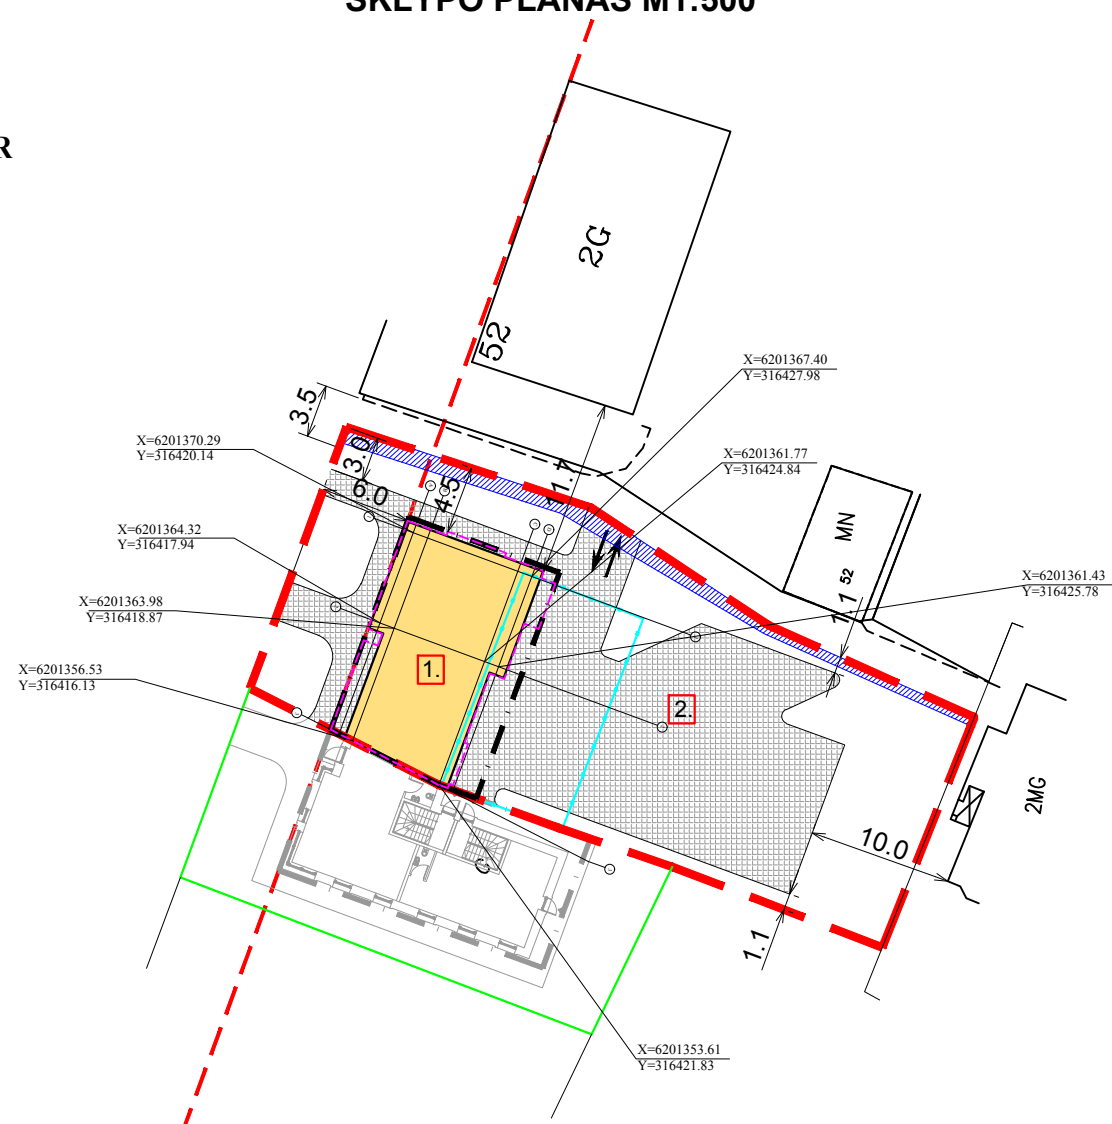 SKLYPO PLANAS M1:500
R
2G
52
X=6201367.40
Y=316427.98
3.5
3.0
X=6201370.29
Y=316420.14
6.0
4.5
11.7
X=6201361.77
Y=316424.84
MN
X=6201364.32
Y=316417.94
1.1
52
X=6201361.43
Y=316425.78
X=6201363.98
Y=316418.87
X=6201356.53
Y=316416.13
1.
2.
2MG
10.0
1.1
X=6201353.61
Y=316421.83